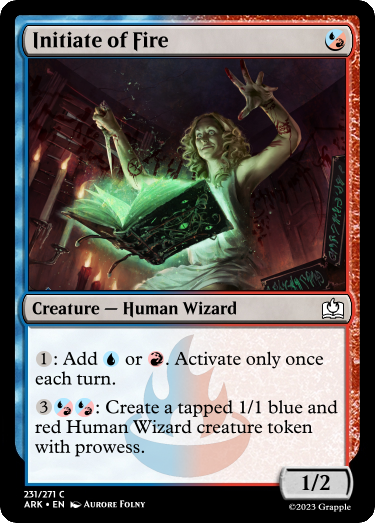 Initiate of Fire
Creature — Human Wizard
1: Add or . Activate only once
each turn.
3 : Create a tapped 1/1 blue and
red Human Wizard creature token
with prowess.
1/2
231/271 C
ARK • EN AURORE FOLNY
©2023 Grapple